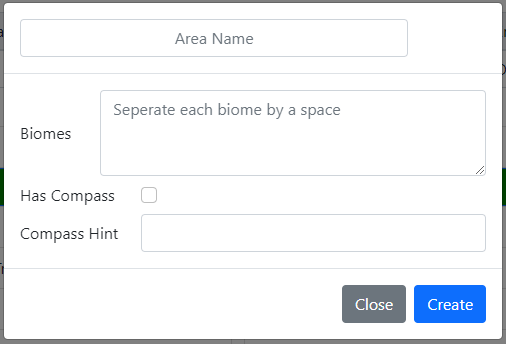 Area Name
Biomes
Seperate each biome by a space
Has Compass
Compass Hint
Close
Create